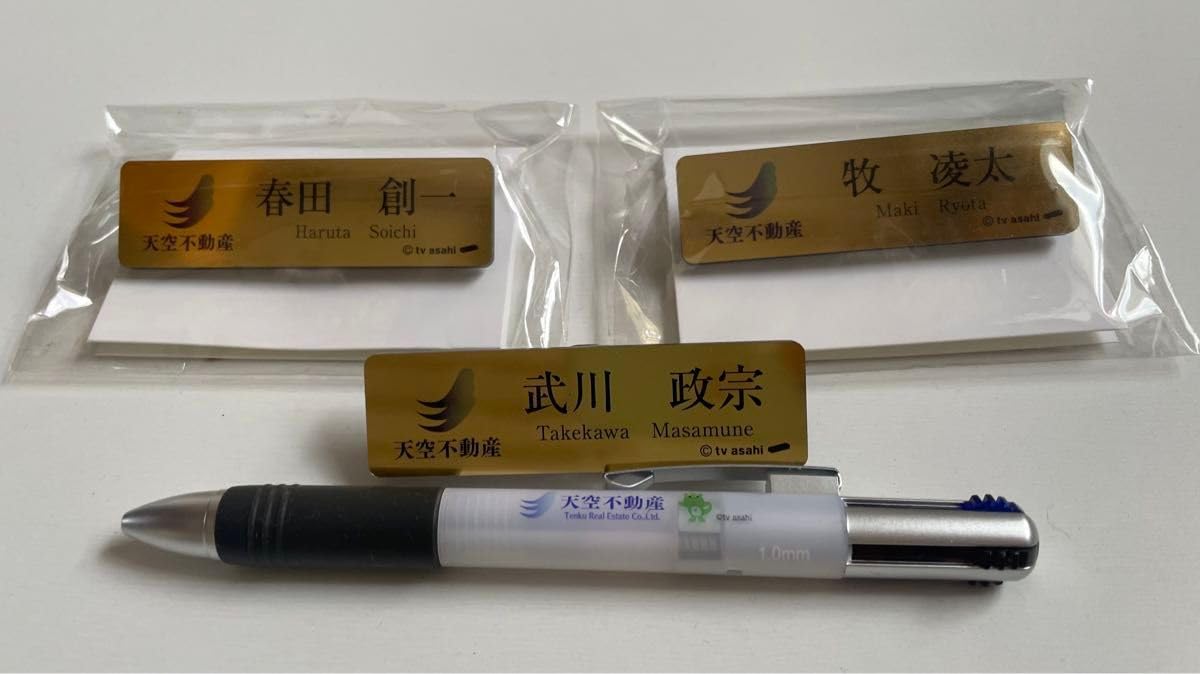 春田 創一
Haruta Soichi
天空不動産
© tv asahi
牧 凌太
Maki Ryota
天空不動産
© tv asahi
武川 政宗
Takekawa Masamune
天空不動産
© tv asahi
天空不動産
Tenku Real Estate Co.,Ltd.
©tv asahi
1.0mm